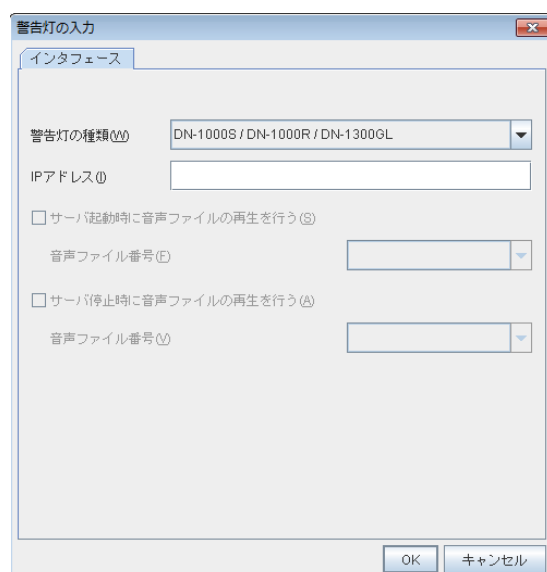 警告灯の入力
インタフェース
警告灯の種類(W) DN-1000S / DN-1000R / DN-1300GL
IPアドレス(I)
サーバ起動時に音声ファイルの再生を行う(S)
音声ファイル番号(F)
サーバ停止時に音声ファイルの再生を行う(A)
音声ファイル番号(V)
OK キャンセル